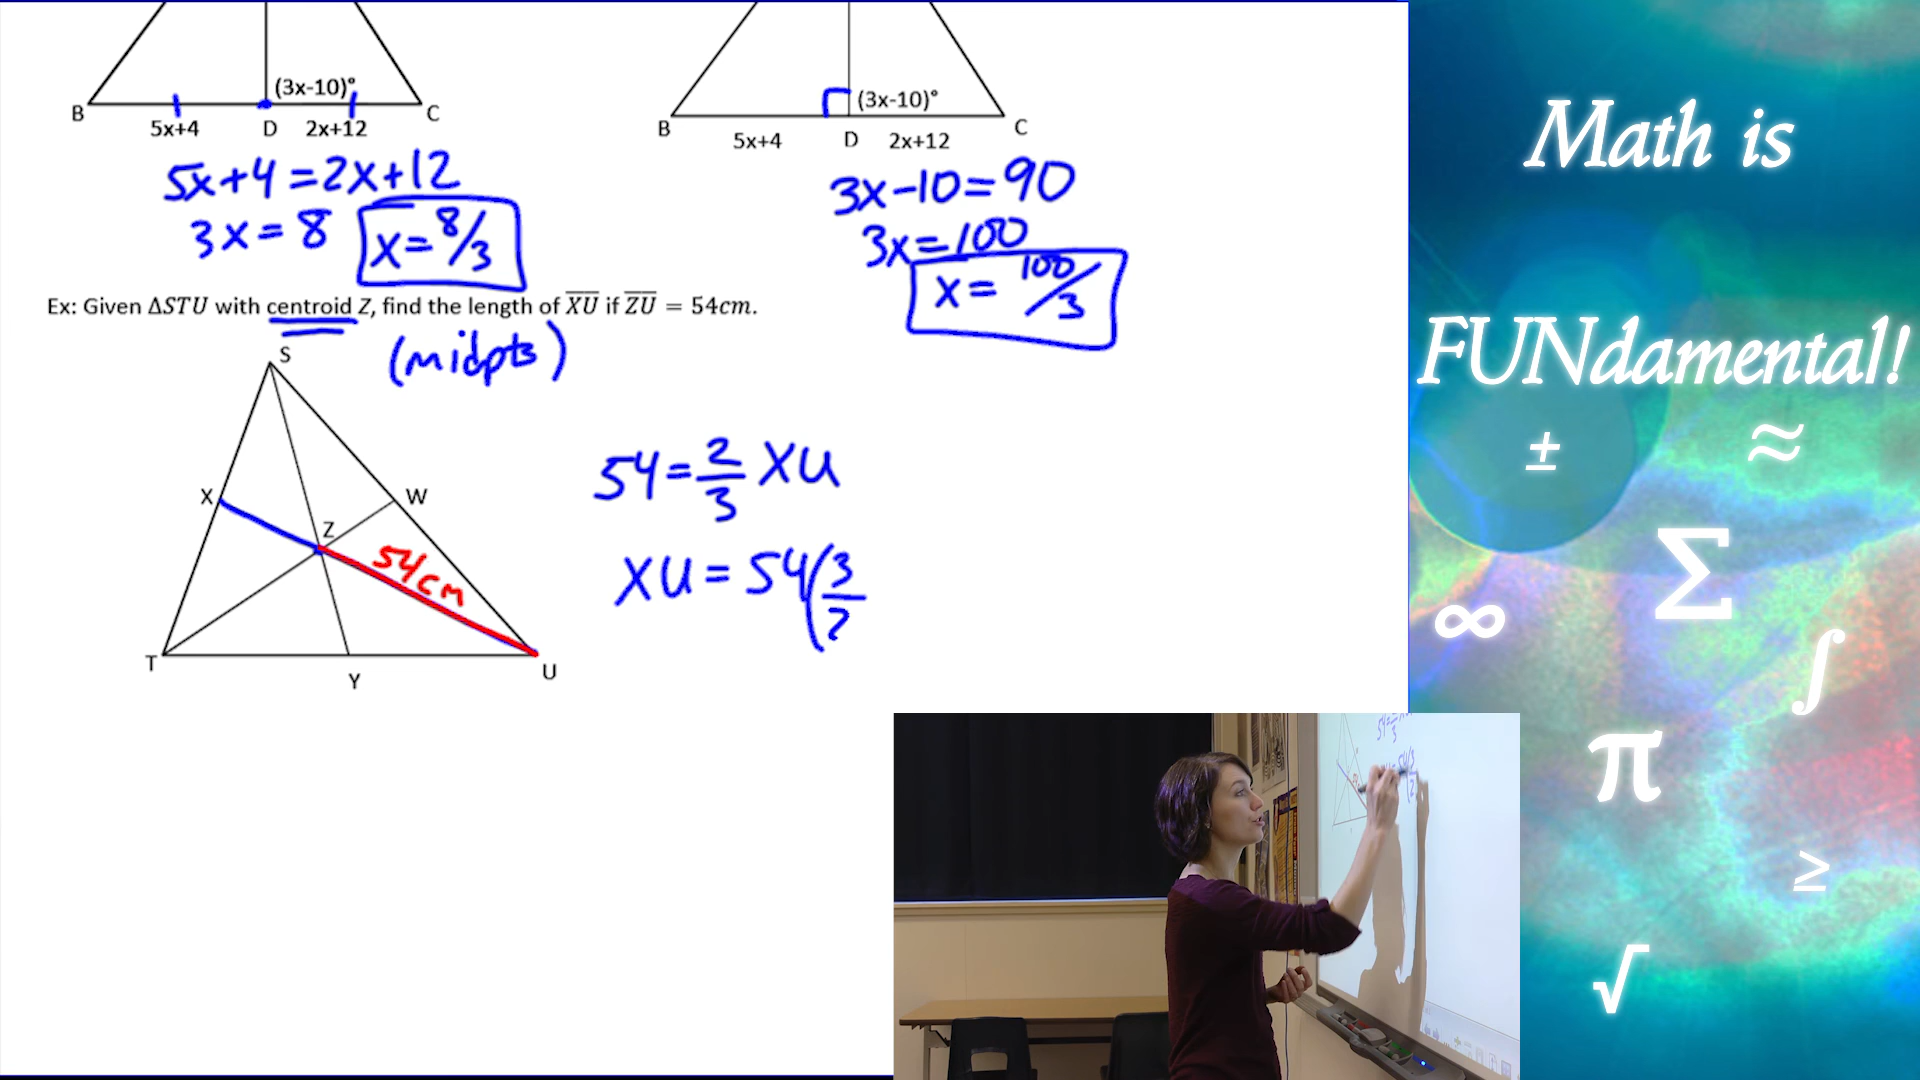 (3x-10)°
B
5x+4
D
2x+12
C
5x+4=2x+12
3x=8
x=8/3
(3x-10)°
B
5x+4
D
2x+12
C
3x-10=90
3x=100
x=100/3
Ex: Given ΔSTU with centroid Z, find the length of XU if ZU = 54cm.
(midpts)
S
X
W
Z
54cm
T
Y
U
54=2/3 XU
XU=54(3/2
Math is
FUNdamental!
±
≈
∞
Σ
∫
π
≥
√